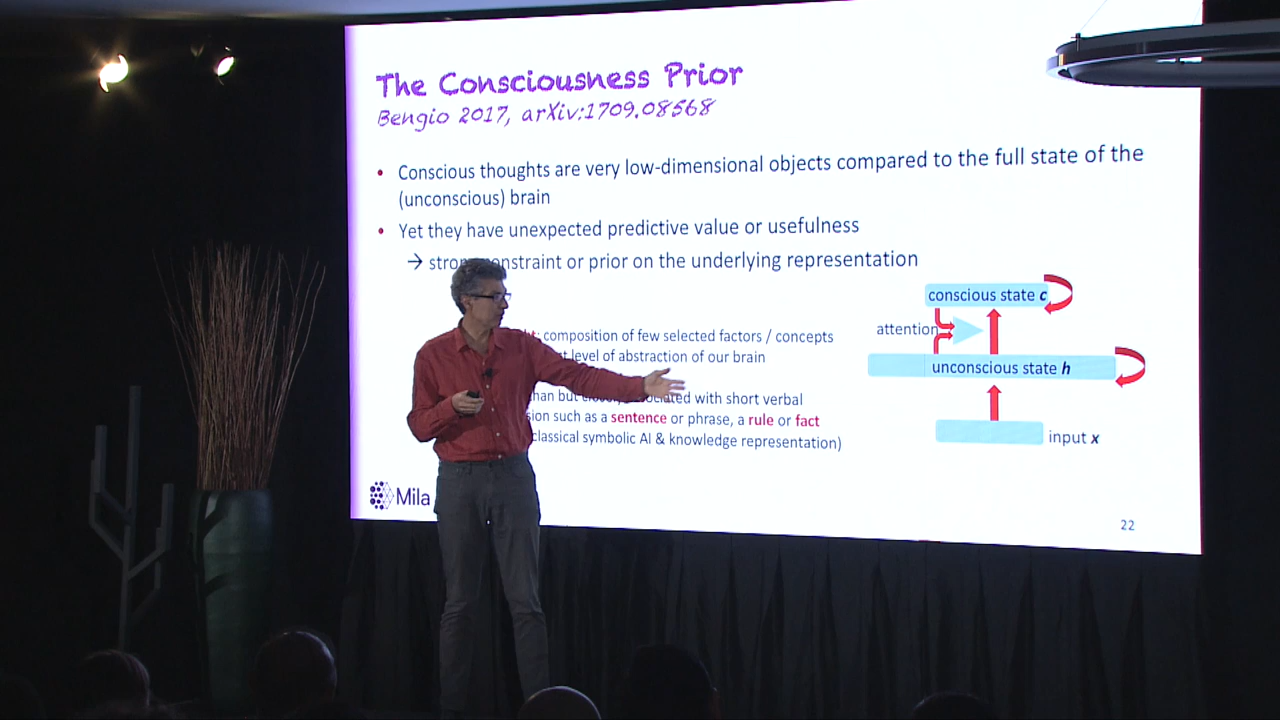 The Consciousness Prior
Bengio 2017, arXiv:1709.08568
• Conscious thoughts are very low-dimensional objects compared to the full state of the
(unconscious) brain
• Yet they have unexpected predictive value or usefulness
→ strong constraint or prior on the underlying representation
composition of few selected factors / concepts
level of abstraction of our brain
but closely associated with short verbal
such as a sentence or phrase, a rule or fact
classical symbolic AI & knowledge representation)
conscious state c
attention
unconscious state h
input x
Mila
22